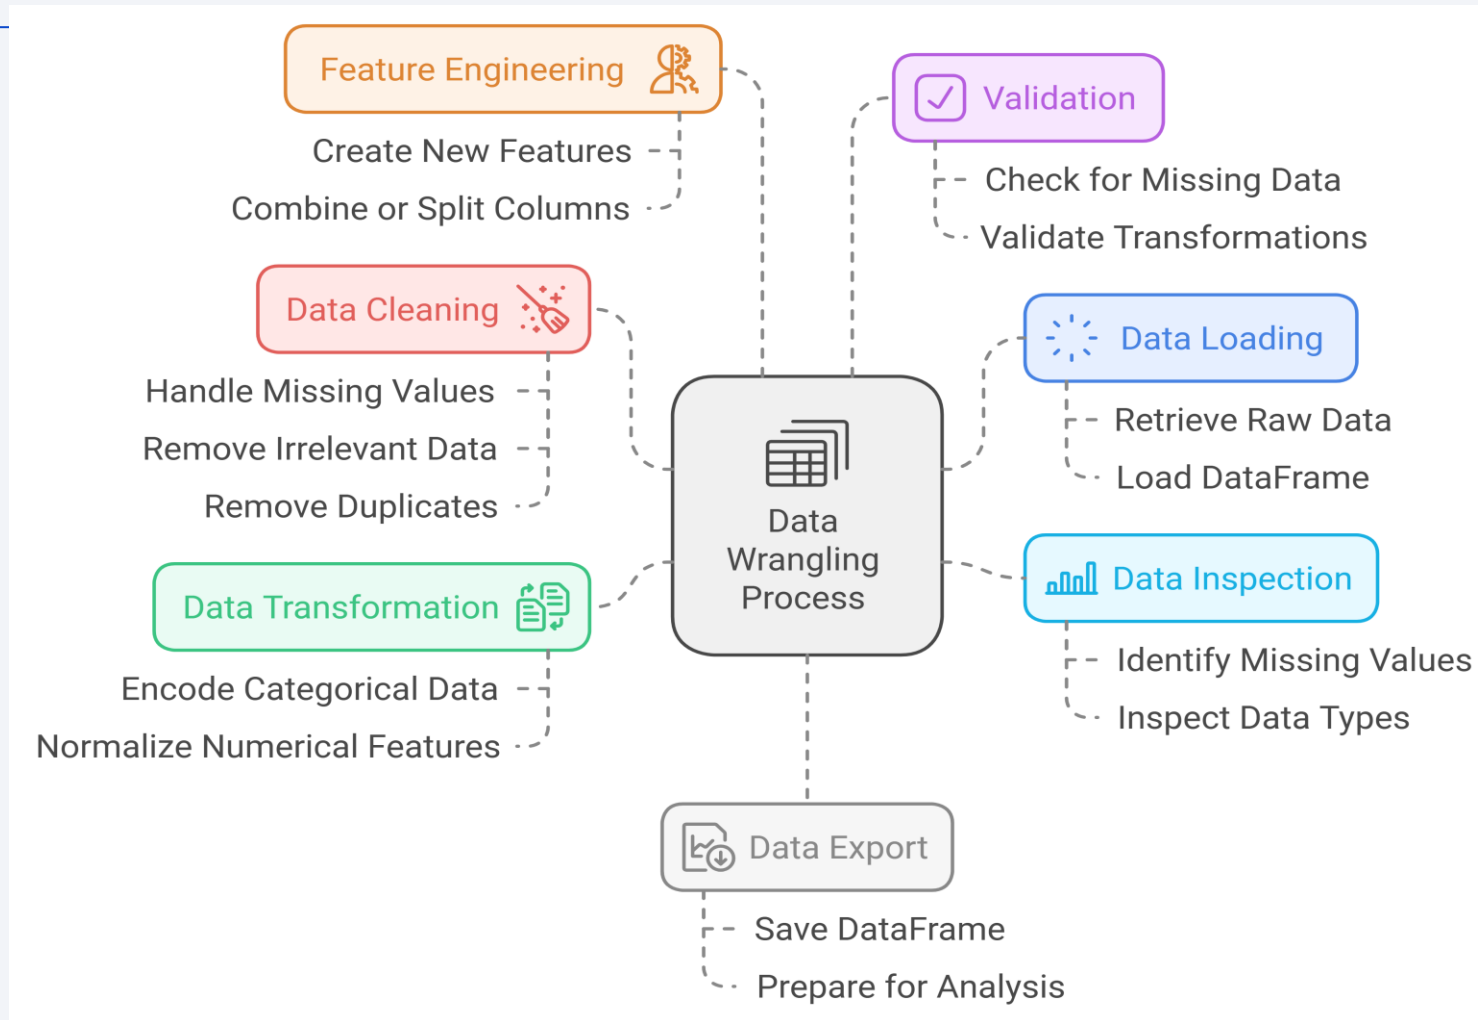 Feature Engineering
Create New Features
Combine or Split Columns
Validation
Check for Missing Data
Validate Transformations
Data Cleaning
Handle Missing Values
Remove Irrelevant Data
Remove Duplicates
Data Loading
Retrieve Raw Data
Load DataFrame
Data
Wrangling
Process
Data Transformation
Encode Categorical Data
Normalize Numerical Features
Data Inspection
Identify Missing Values
Inspect Data Types
Data Export
Save DataFrame
Prepare for Analysis